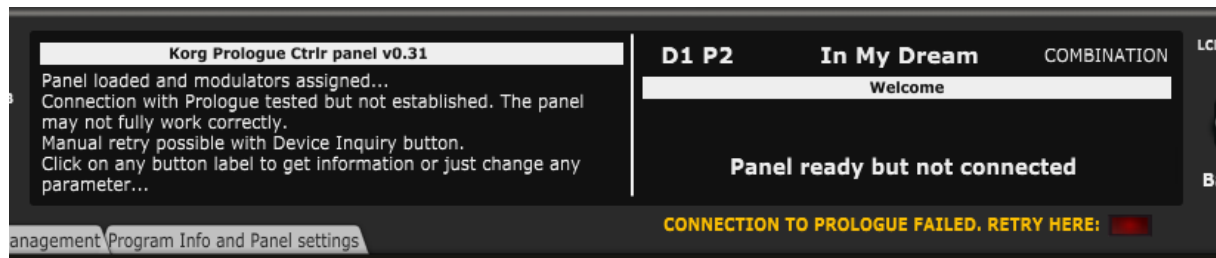 Korg Prologue Ctrlr panel v0.31
Panel loaded and modulators assigned...
Connection with Prologue tested but not established. The panel
may not fully work correctly.
Manual retry possible with Device Inquiry button.
Click on any button label to get information or just change any
parameter...
D1 P2 In My Dream COMBINATION
Welcome
Panel ready but not connected
CONNECTION TO PROLOGUE FAILED. RETRY HERE:
anagement Program Info and Panel settings